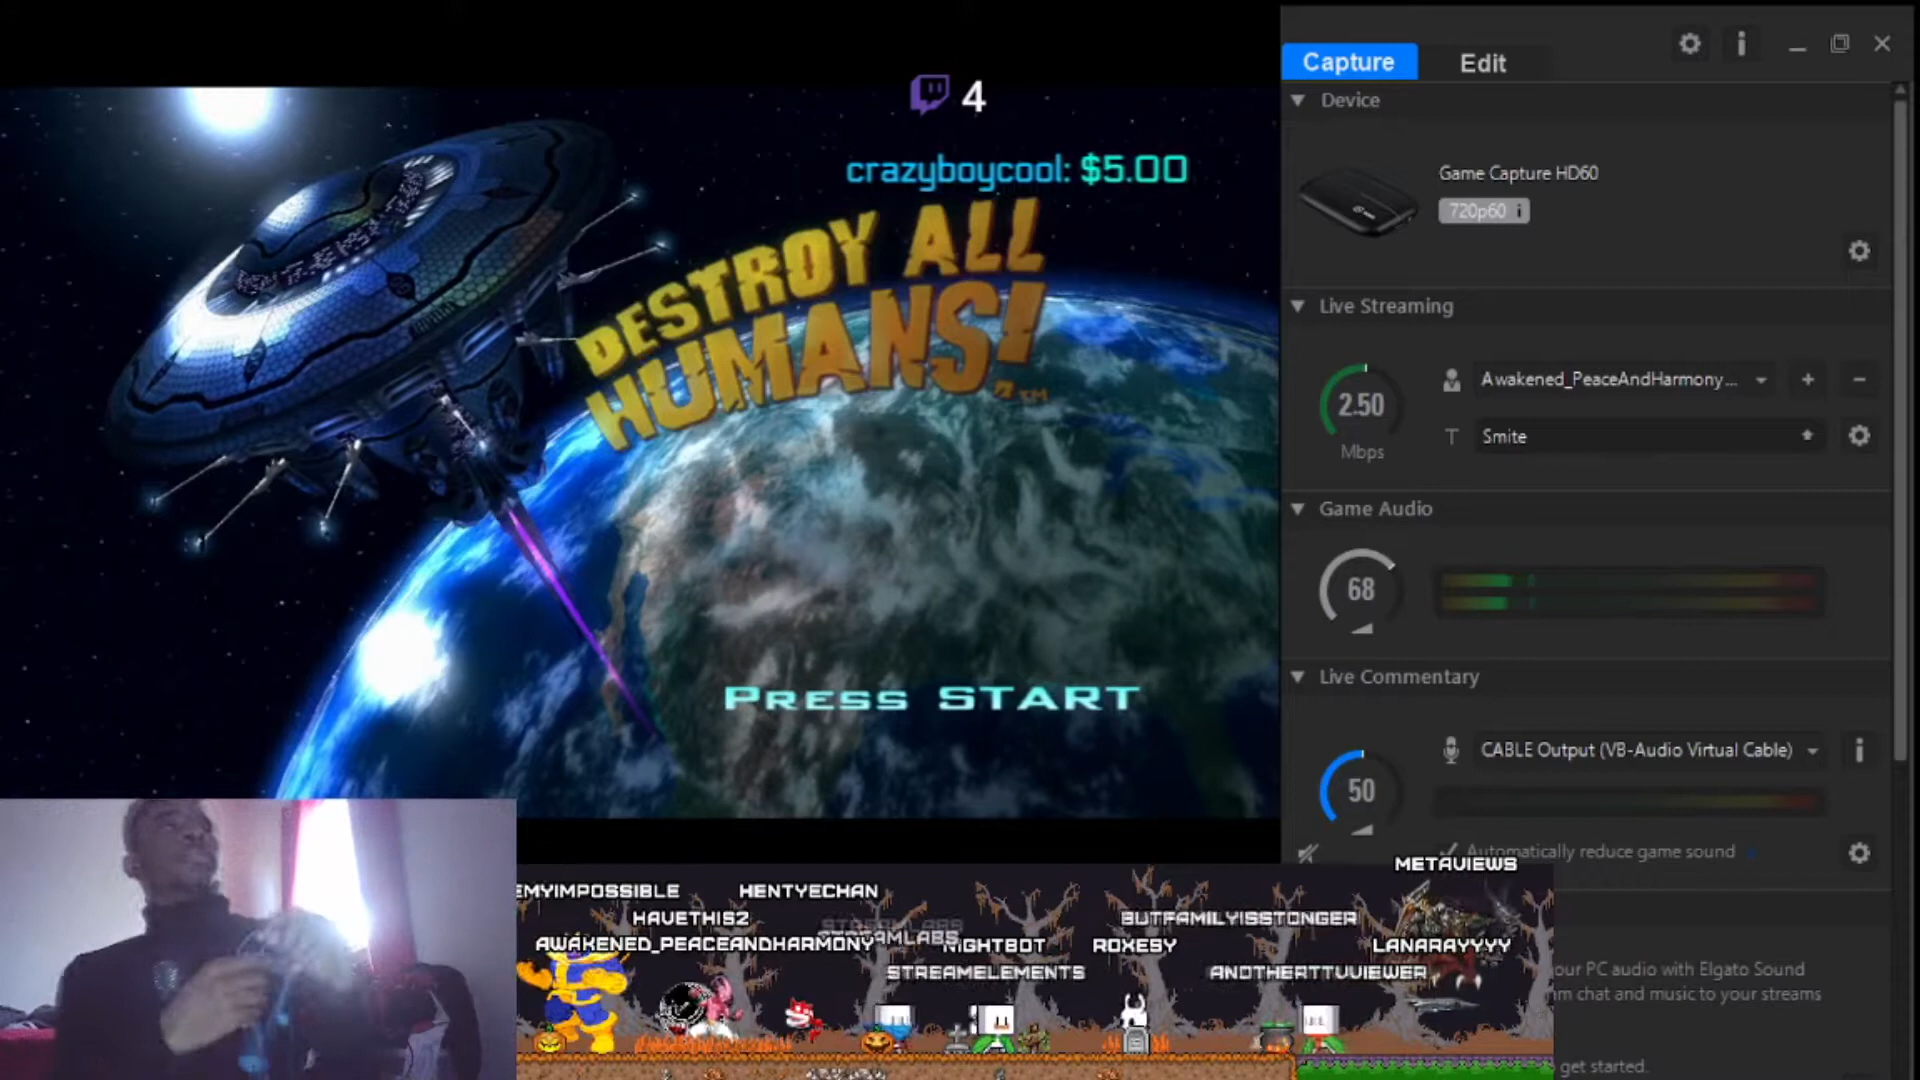 4
crazyboycool: $5.00
DESTROY ALL
HUMANS!
TM
PRESS START
Capture
Edit
Device
Game Capture HD60
720p60
Live Streaming
2.50
Mbps
Awakened_PeaceAndHarmony...
T
Smite
Game Audio
68
Live Commentary
CABLE Output (VB-Audio Virtual Cable)
50
Automatically reduce game sound
METAVIEWS
EMYIMPOSSIBLE
HENTYECHAN
HAVETHISZ
BUTFAMILYISSTONGER
AWAKENED_PEACEANDHARMONY
NIGHTBOT
ROXESY
LANARAYYYY
STREAMELEMENTS
ANOTHERTTVVIEWER
our PC audio with Elgato Sound
m chat and music to your streams
get started.